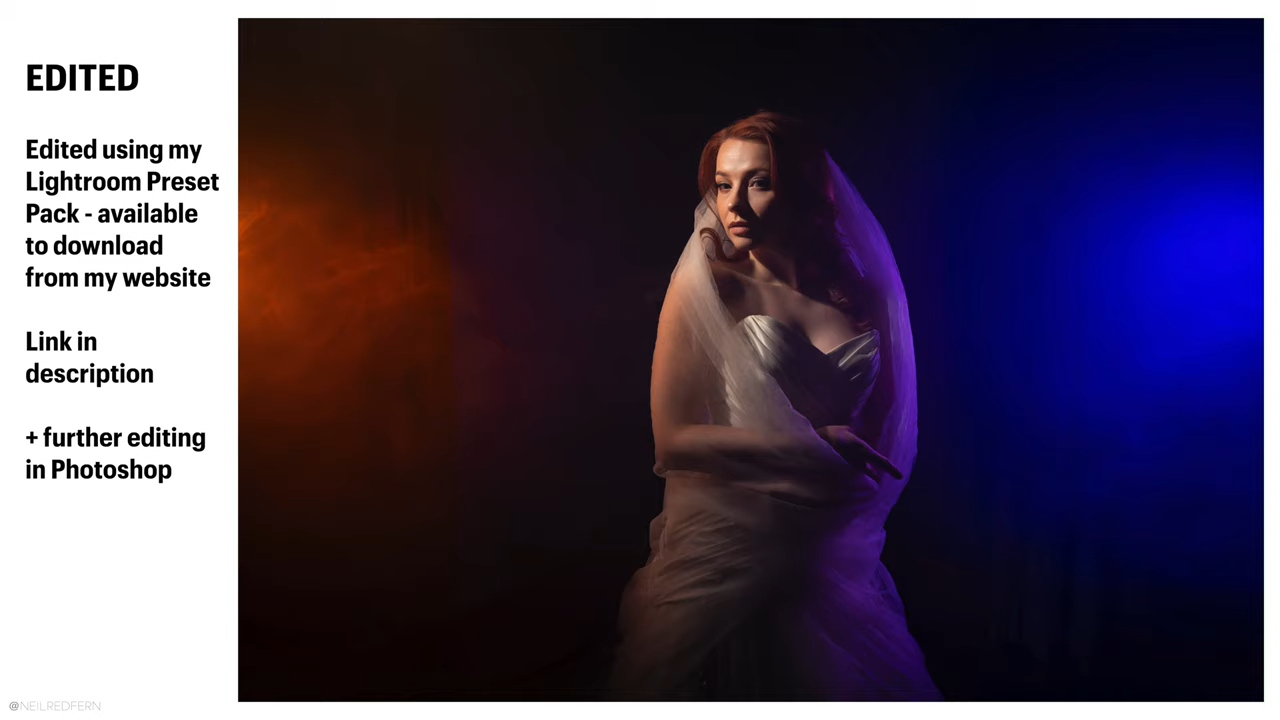 EDITED
Edited using my
Lightroom Preset
Pack - available
to download
from my website
Link in
description
+ further editing
in Photoshop
@NEILREDFERN